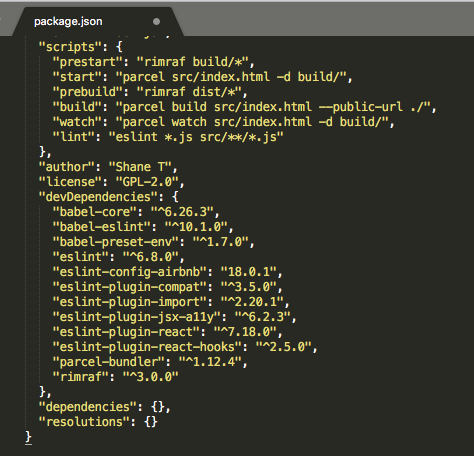 package.json
"scripts": {
"prestart": "rimraf build/*",
"start": "parcel src/index.html -d build/",
"prebuild": "rimraf dist/*",
"build": "parcel build src/index.html --public-url ./",
"watch": "parcel watch src/index.html -d build/",
"lint": "eslint *.js src/**/*.js"
},
"author": "Shane T",
"license": "GPL-2.0",
"devDependencies": {
"babel-core": "^6.26.3",
"babel-eslint": "^10.1.0",
"babel-preset-env": "^1.7.0",
"eslint": "^6.8.0",
"eslint-config-airbnb": "18.0.1",
"eslint-plugin-compat": "^3.5.0",
"eslint-plugin-import": "^2.20.1",
"eslint-plugin-jsx-a11y": "^6.2.3",
"eslint-plugin-react": "^7.18.0",
"eslint-plugin-react-hooks": "^2.5.0",
"parcel-bundler": "^1.12.4",
"rimraf": "^3.0.0"
},
"dependencies": {},
"resolutions": {}
}